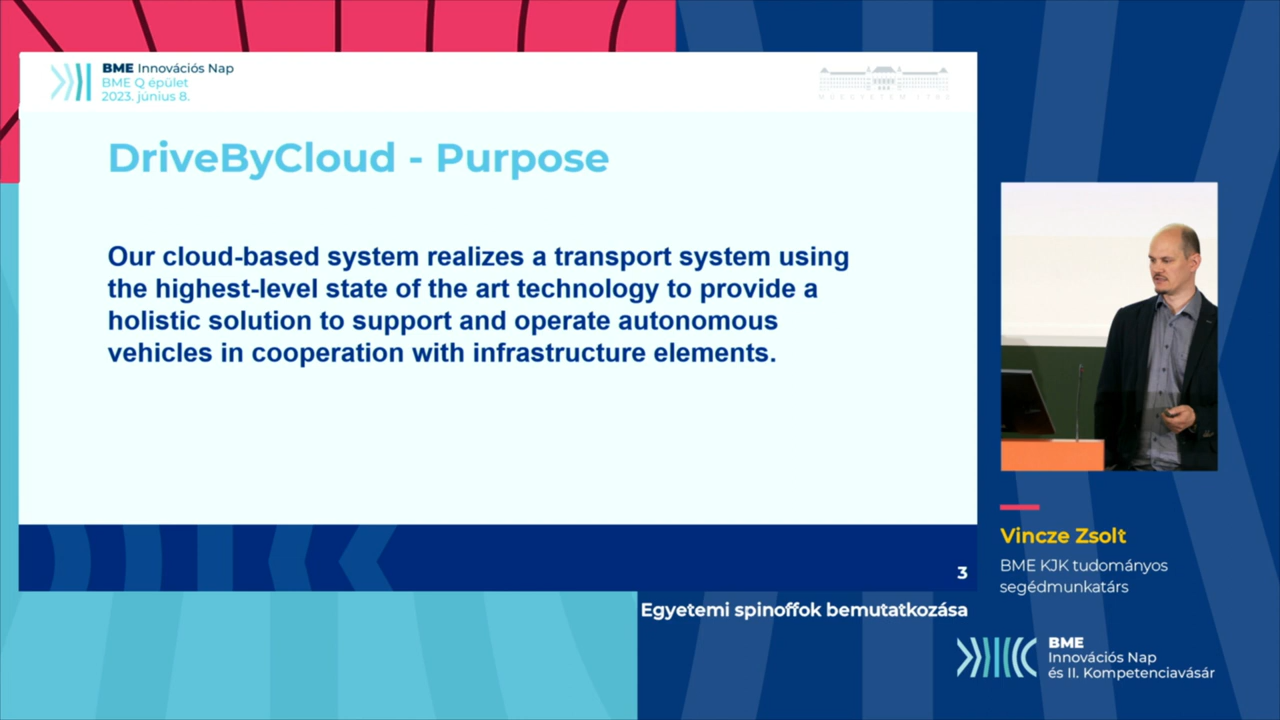 BME Innovációs Nap
BME Q épület
2023. június 8.
MŰEGYETEM 1782
DriveByCloud - Purpose
Our cloud-based system realizes a transport system using
the highest-level state of the art technology to provide a
holistic solution to support and operate autonomous
vehicles in cooperation with infrastructure elements.
3
Vincze Zsolt
BME KJK tudományos
segédmunkatárs
Egyetemi spinoffok bemutatkozása
BME
Innovációs Nap
és II. Kompetenciavásár